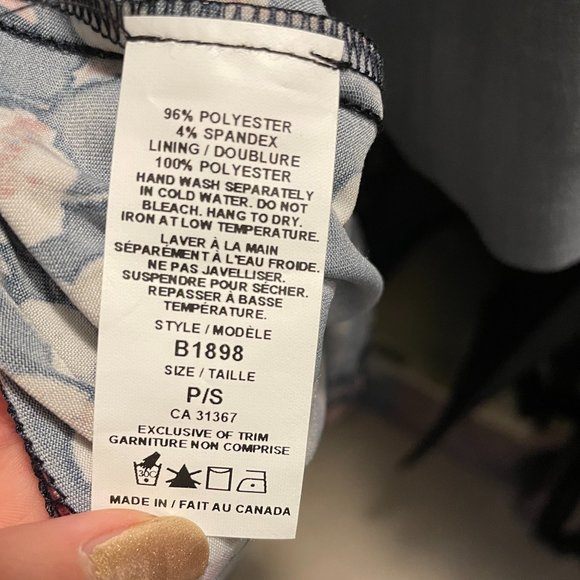 96% POLYESTER
4% SPANDEX
LINING / DOUBLURE
100% POLYESTER
HAND WASH SEPARATELY
IN COLD WATER. DO NOT
BLEACH. HANG TO DRY.
IRON AT LOW TEMPERATURE.
LAVER À LA MAIN
SÉPARÉMENT À L'EAU FROIDE.
NE PAS JAVELLISER.
SUSPENDRE POUR SÉCHER.
REPASSER À BASSE
TEMPÉRATURE.
STYLE / MODÈLE
B1898
SIZE / TAILLE
P/S
CA 31367
EXCLUSIVE OF TRIM
GARNITURE NON COMPRISE
30C
MADE IN / FAIT AU CANADA